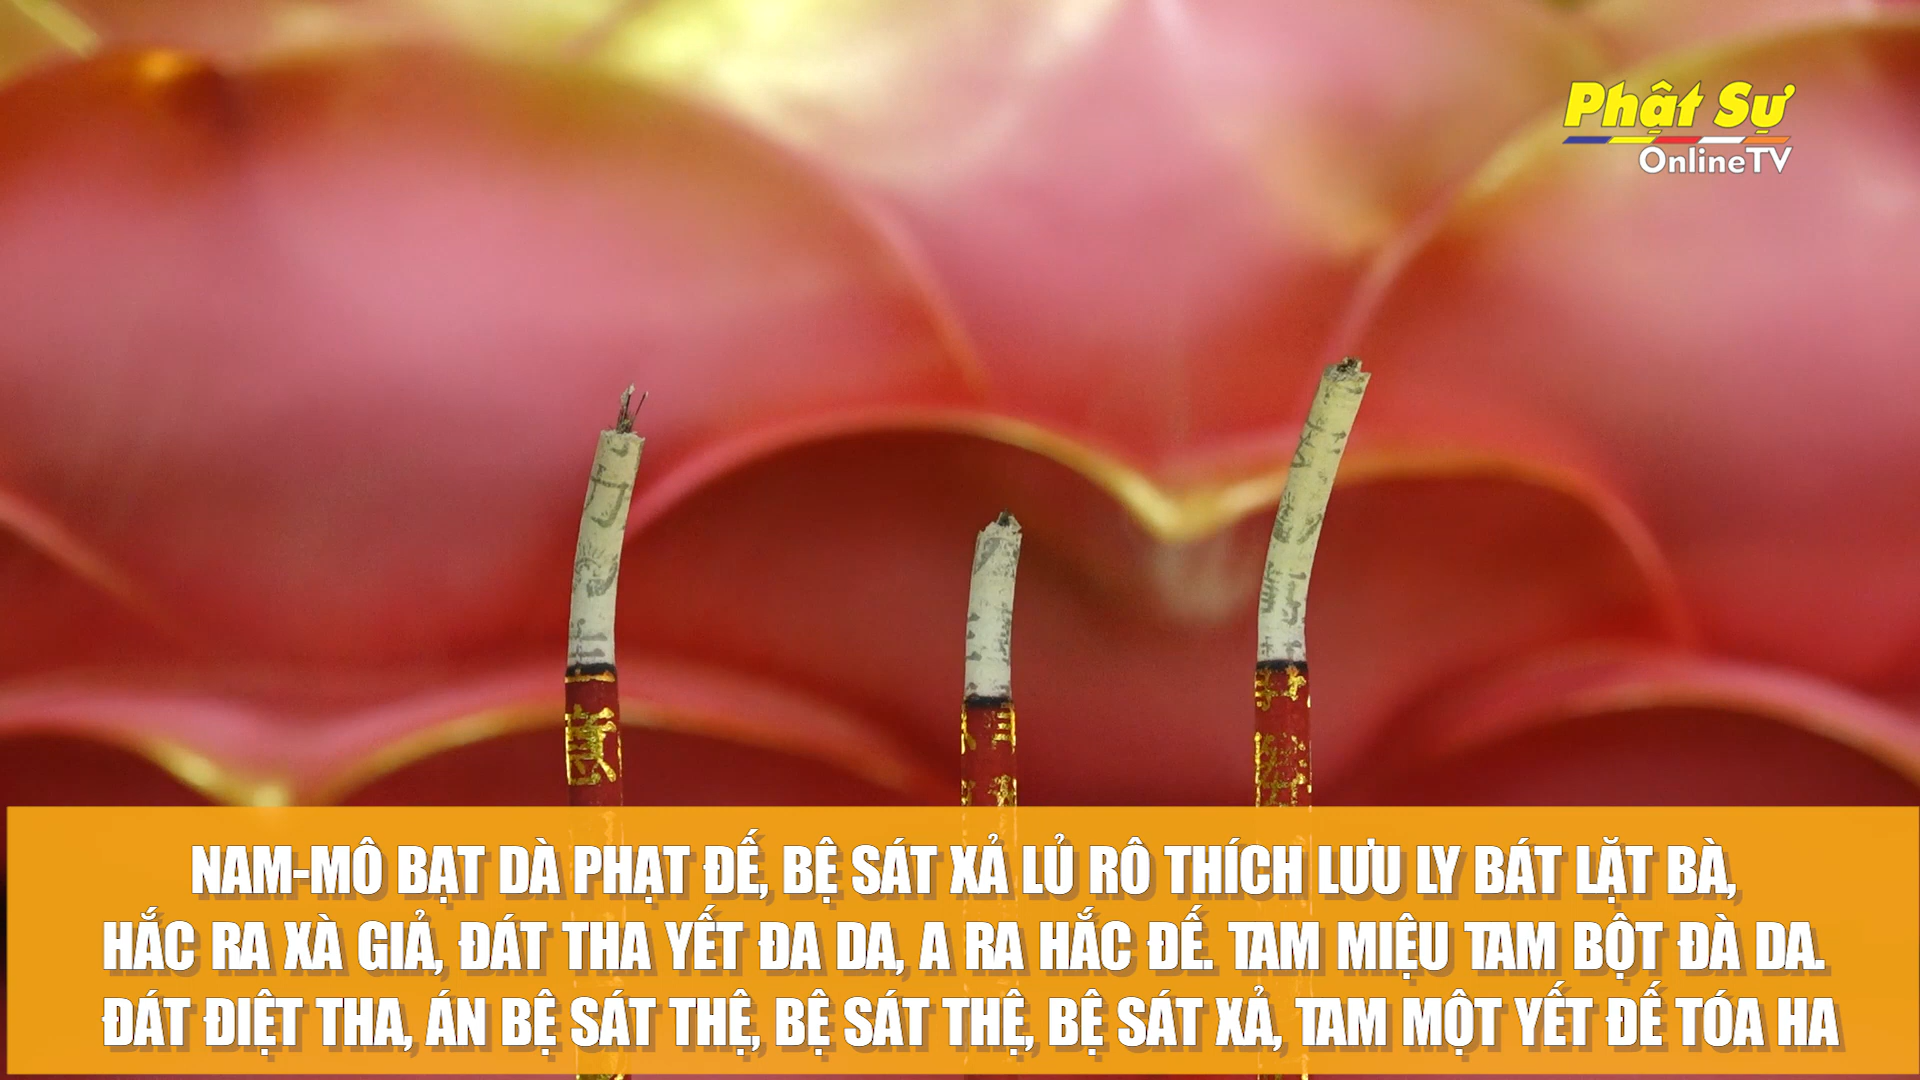 Phật Sự
OnlineTV
意
NAM-MÔ BẠT DÀ PHẠT ĐẾ, BỆ SÁT XẢ LỦ RÔ THÍCH LƯU LY BÁT LẶT BÀ,
HẮC RA XÀ GIẢ, ĐÁT THA YẾT ĐA DA, A RA HẮC ĐẾ. TAM MIỆU TAM BỘT ĐÀ DA.
ĐÁT ĐIỆT THA, ÁN BỆ SÁT THỆ, BỆ SÁT THỆ, BỆ SÁT XẢ, TAM MỘT YẾT ĐẾ TÓA HA